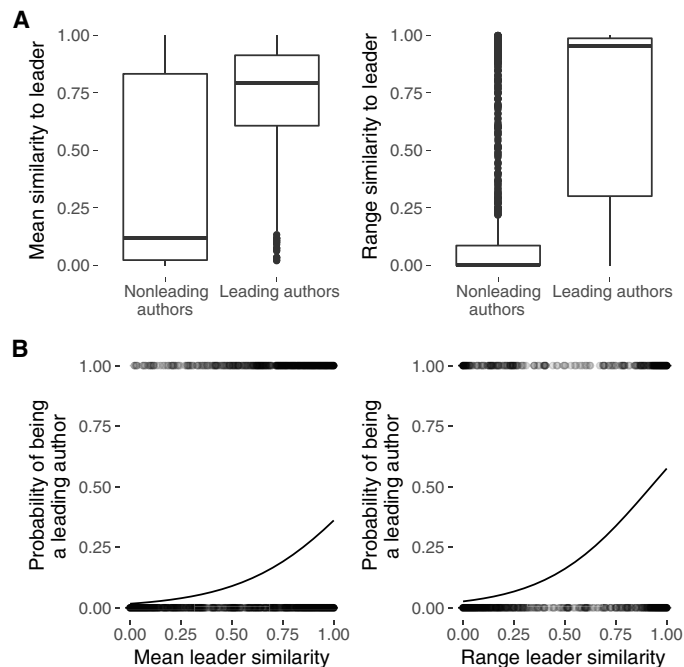 A
Mean similarity to leader
1.00
0.75
0.50
0.25
0.00
Nonleading
authors
Leading authors
Range similarity to leader
1.00
0.75
0.50
0.25
0.00
Nonleading
authors
Leading authors
B
Probability of being
a leading author
1.00
0.75
0.50
0.25
0.00
0.00 0.25 0.50 0.75 1.00
Mean leader similarity
Probability of being
a leading author
1.00
0.75
0.50
0.25
0.00
0.00 0.25 0.50 0.75 1.00
Range leader similarity